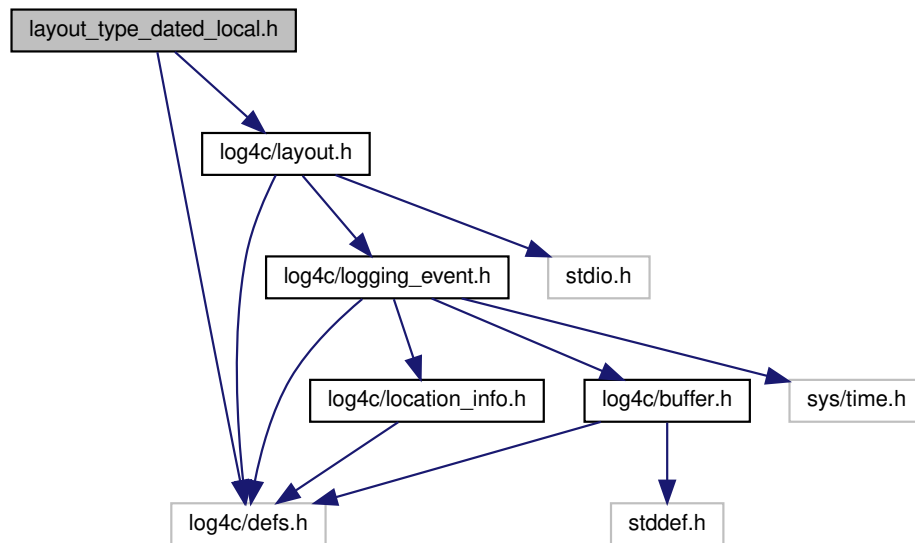 layout_type_dated_local.h
log4c/layout.h
log4c/logging_event.h
stdio.h
log4c/location_info.h
log4c/buffer.h
sys/time.h
log4c/defs.h
stddef.h